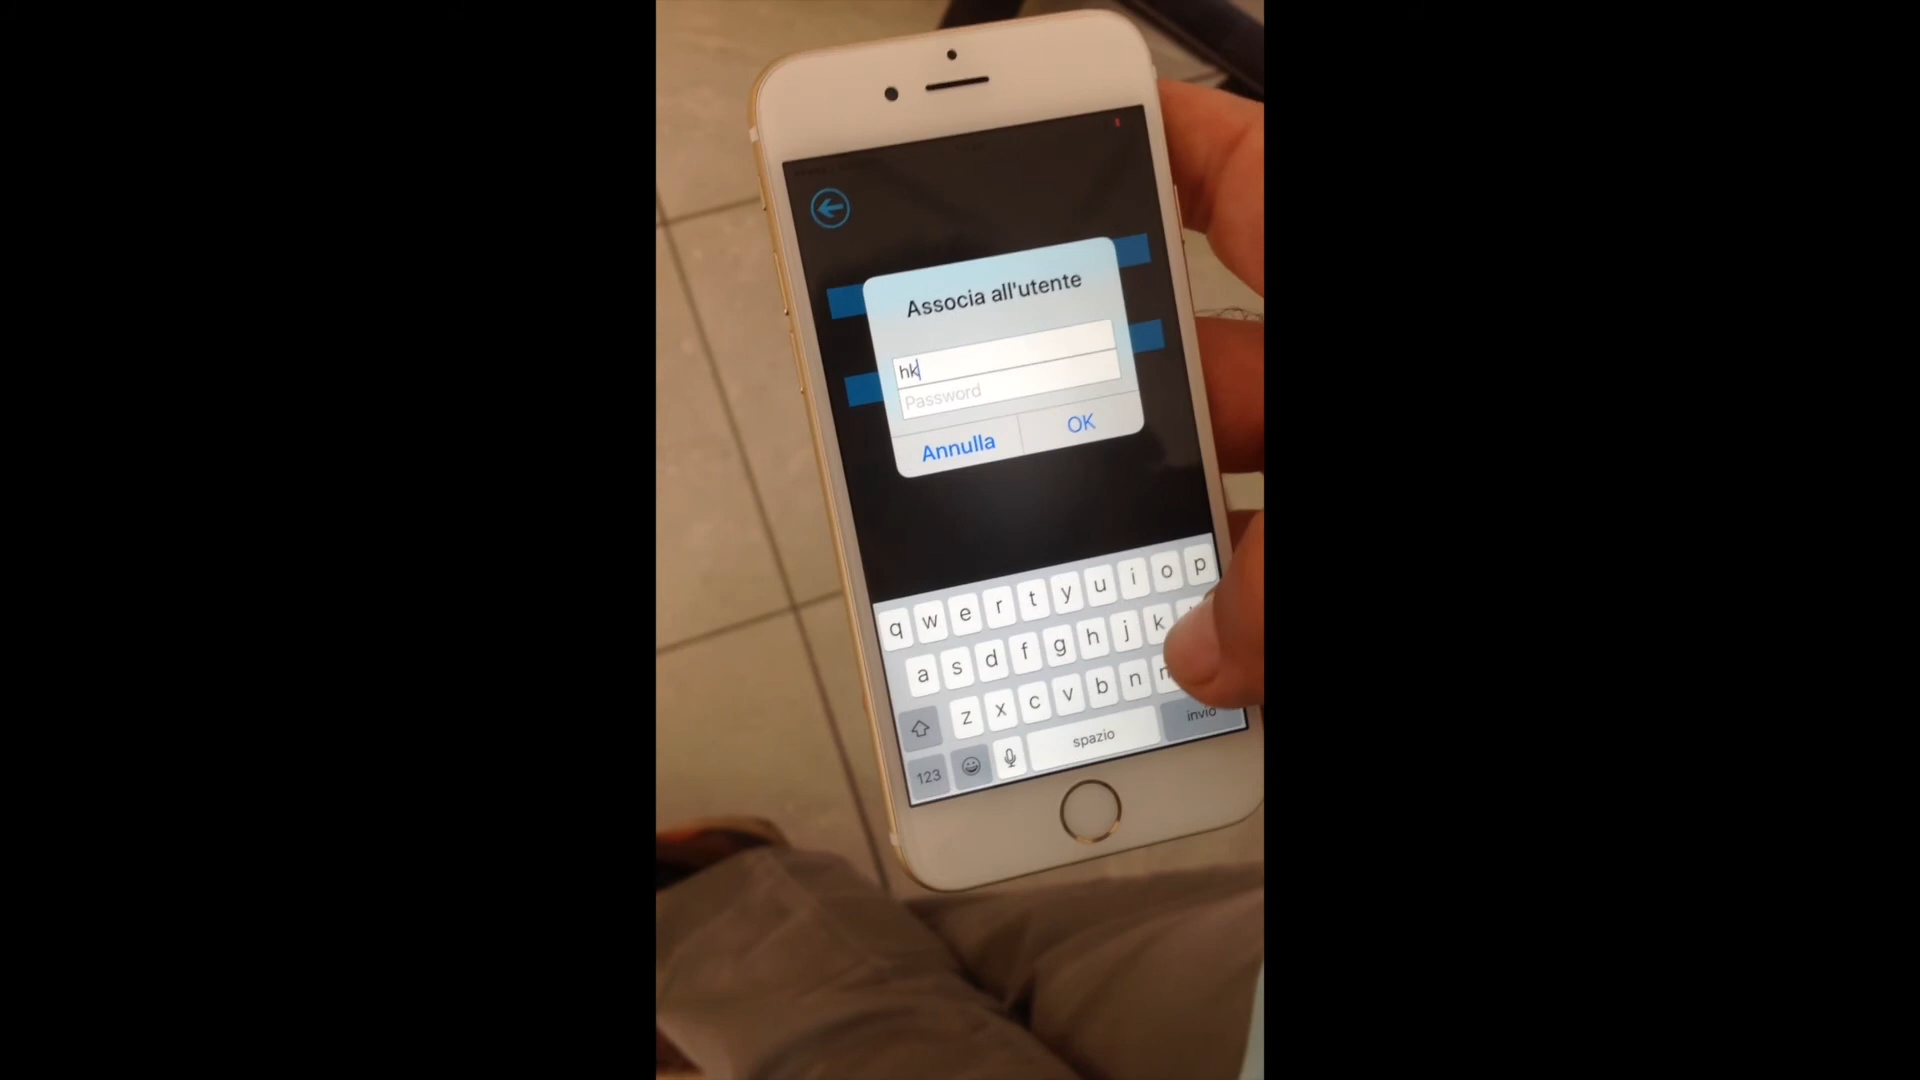 Associa all'utente
hk
Password
Annulla OK
q w e r t y u i o p
a s d f g h j k
z x c v b n m
123 spazio invio